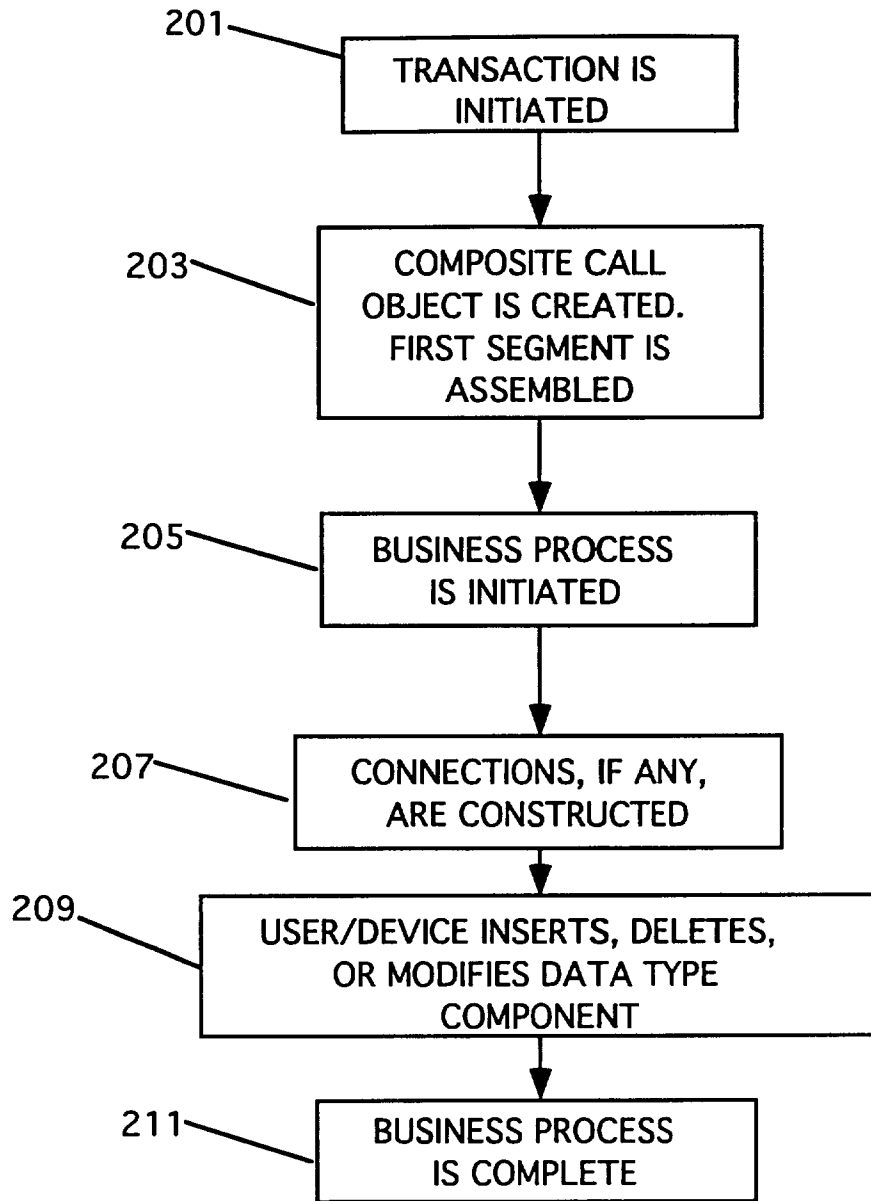 201
TRANSACTION IS
INITIATED
203
COMPOSITE CALL
OBJECT IS CREATED.
FIRST SEGMENT IS
ASSEMBLED
205
BUSINESS PROCESS
IS INITIATED
207
CONNECTIONS, IF ANY,
ARE CONSTRUCTED
209
USER/DEVICE INSERTS, DELETES,
OR MODIFIES DATA TYPE
COMPONENT
211
BUSINESS PROCESS
IS COMPLETE